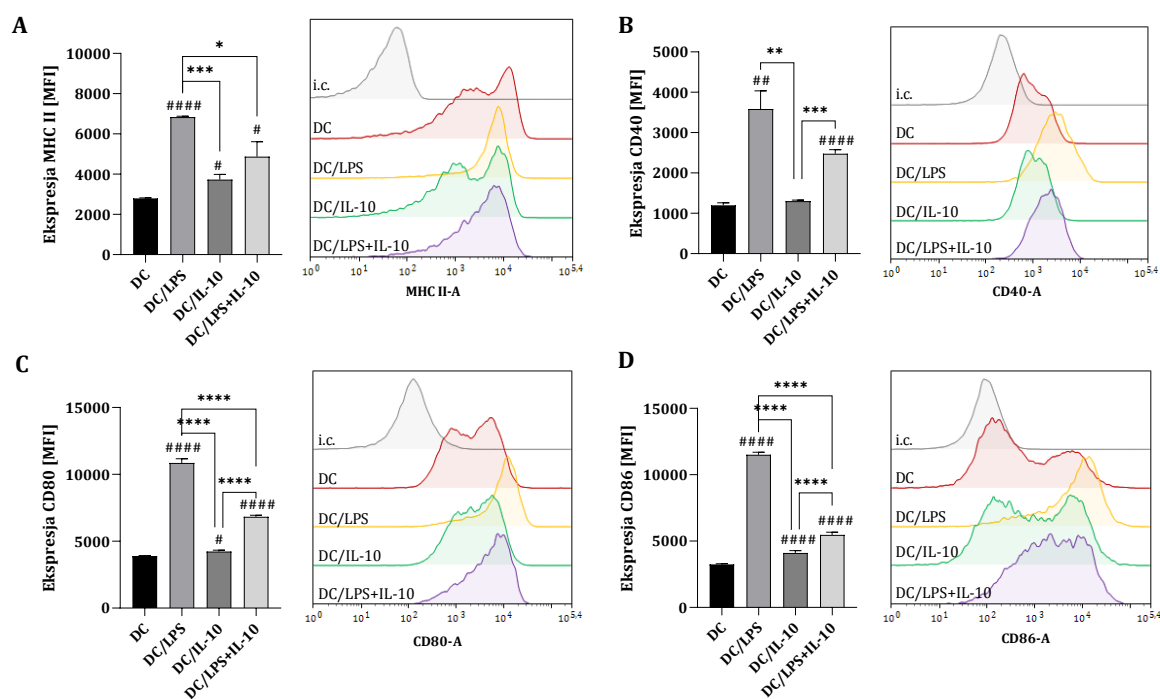 A
Ekspresja MHC II [MFI]
10000
8000
6000
4000
2000
0
####
***
*
#
#
DC
DC/LPS
DC/IL-10
DC/LPS+IL-10
i.c.
DC
DC/LPS
DC/IL-10
DC/LPS+IL-10
10^0 10^1 10^2 10^3 10^4 10^5,4
MHC II-A
B
Ekspresja CD40 [MFI]
5000
4000
3000
2000
1000
0
##
**
***
####
DC
DC/LPS
DC/IL-10
DC/LPS+IL-10
i.c.
DC
DC/LPS
DC/IL-10
DC/LPS+IL-10
10^0 10^1 10^2 10^3 10^4 10^5,4
CD40-A
C
Ekspresja CD80 [MFI]
15000
10000
5000
0
****
****
####
****
#
####
DC
DC/LPS
DC/IL-10
DC/LPS+IL-10
i.c.
DC
DC/LPS
DC/IL-10
DC/LPS+IL-10
10^0 10^1 10^2 10^3 10^4 10^5,4
CD80-A
D
Ekspresja CD86 [MFI]
15000
10000
5000
0
****
****
####
****
####
####
DC
DC/LPS
DC/IL-10
DC/LPS+IL-10
i.c.
DC
DC/LPS
DC/IL-10
DC/LPS+IL-10
10^0 10^1 10^2 10^3 10^4 10^5,4
CD86-A